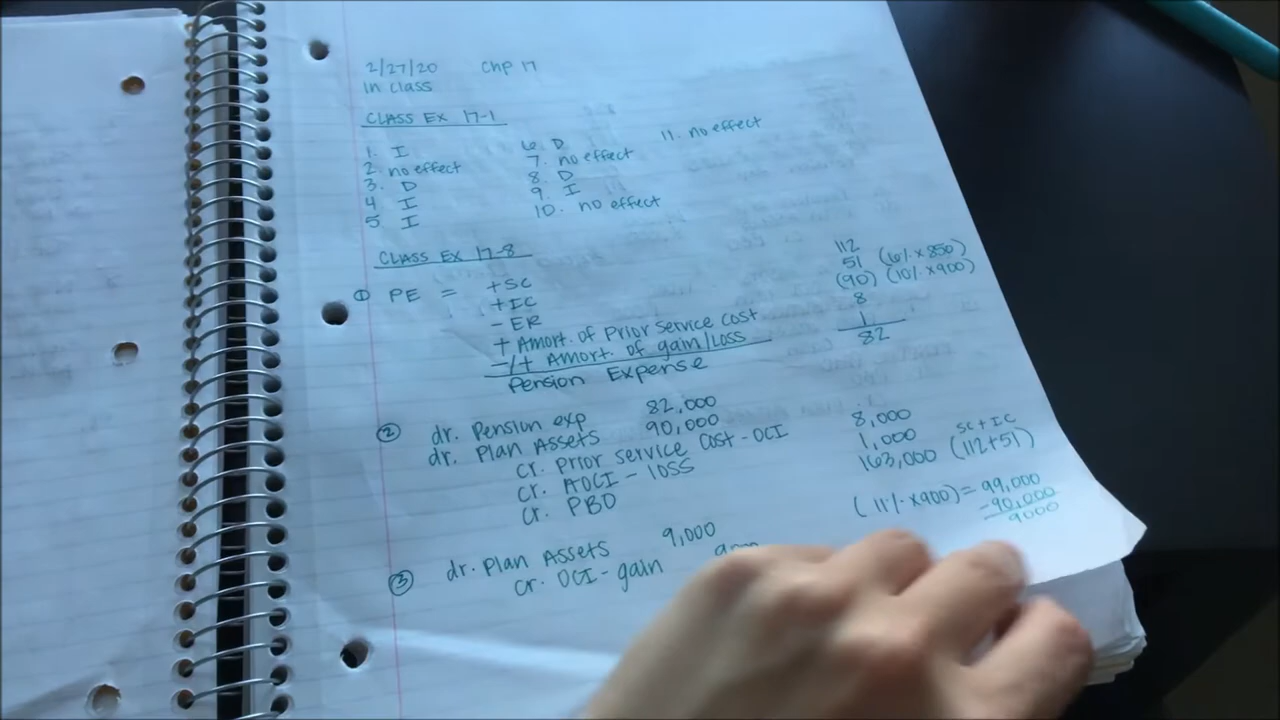 2/27/20 Chp 17
In class
CLASS EX 17-1
1. I
2. no effect
3. D
4. I
5 I
6. D
7. no effect
8. D
9. I
10. no effect
11. no effect
CLASS EX 17-8
① PE = +SC 112
+IC 51 (6% x 850)
- ER (90) (10% x 900)
+ Amort. of Prior service cost 8
-/+ Amort. of gain/Loss 1
Pension Expense 82
② dr. Pension exp 82,000
dr. Plan Assets 90,000
cr. Prior service Cost - OCI 8,000
cr. AOCI - loss 1,000
cr. PBO 163,000 (112+51)
SC + IC
③ dr. Plan Assets 9,000
cr. OCI - gain
(11% x 900) = 99,000
- 90,000
9000